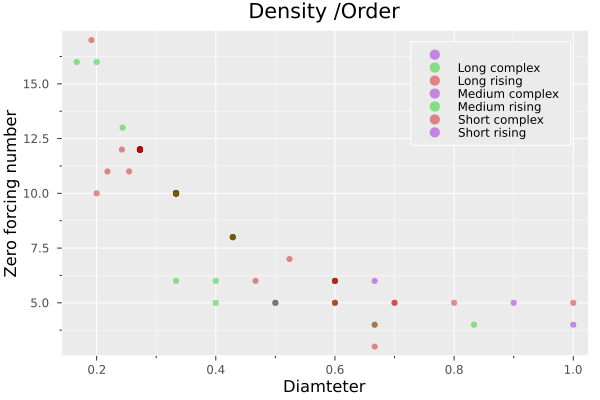 Density /Order
Zero forcing number
15.0
12.5
10.0
7.5
5.0
Long complex
Long rising
Medium complex
Medium rising
Short complex
Short rising
0.2
0.4
0.6
0.8
1.0
Diamteter